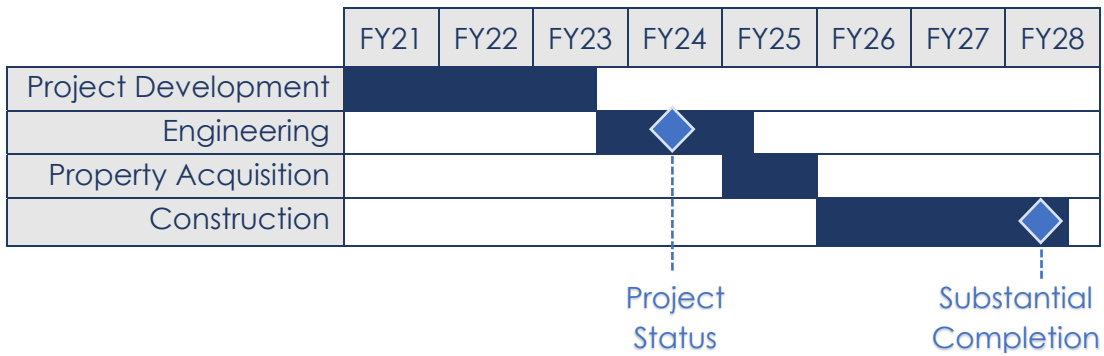 FY21 FY22 FY23 FY24 FY25 FY26 FY27 FY28
Project Development
Engineering
Property Acquisition
Construction
Project
Status
Substantial
Completion